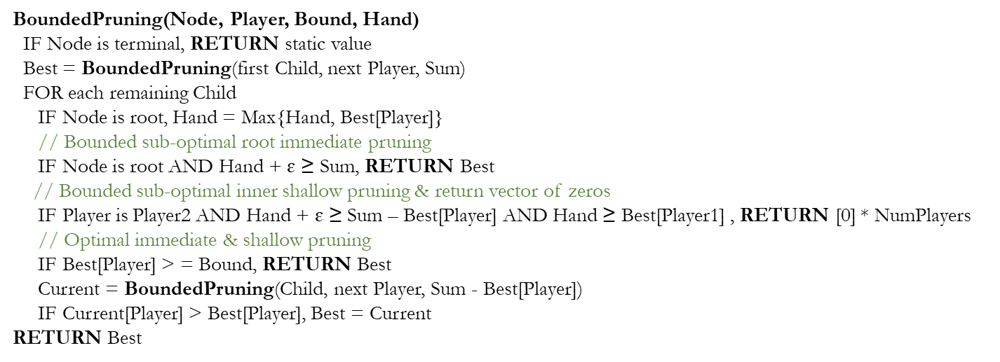 BoundedPruning(Node, Player, Bound, Hand)
IF Node is terminal, RETURN static value
Best = BoundedPruning(first Child, next Player, Sum)
FOR each remaining Child
IF Node is root, Hand = Max{Hand, Best[Player]}
// Bounded sub-optimal root immediate pruning
IF Node is root AND Hand + ε ≥ Sum, RETURN Best
// Bounded sub-optimal inner shallow pruning & return vector of zeros
IF Player is Player2 AND Hand + ε ≥ Sum – Best[Player] AND Hand ≥ Best[Player1] , RETURN [0] * NumPlayers
// Optimal immediate & shallow pruning
IF Best[Player] > = Bound, RETURN Best
Current = BoundedPruning(Child, next Player, Sum - Best[Player])
IF Current[Player] > Best[Player], Best = Current
RETURN Best